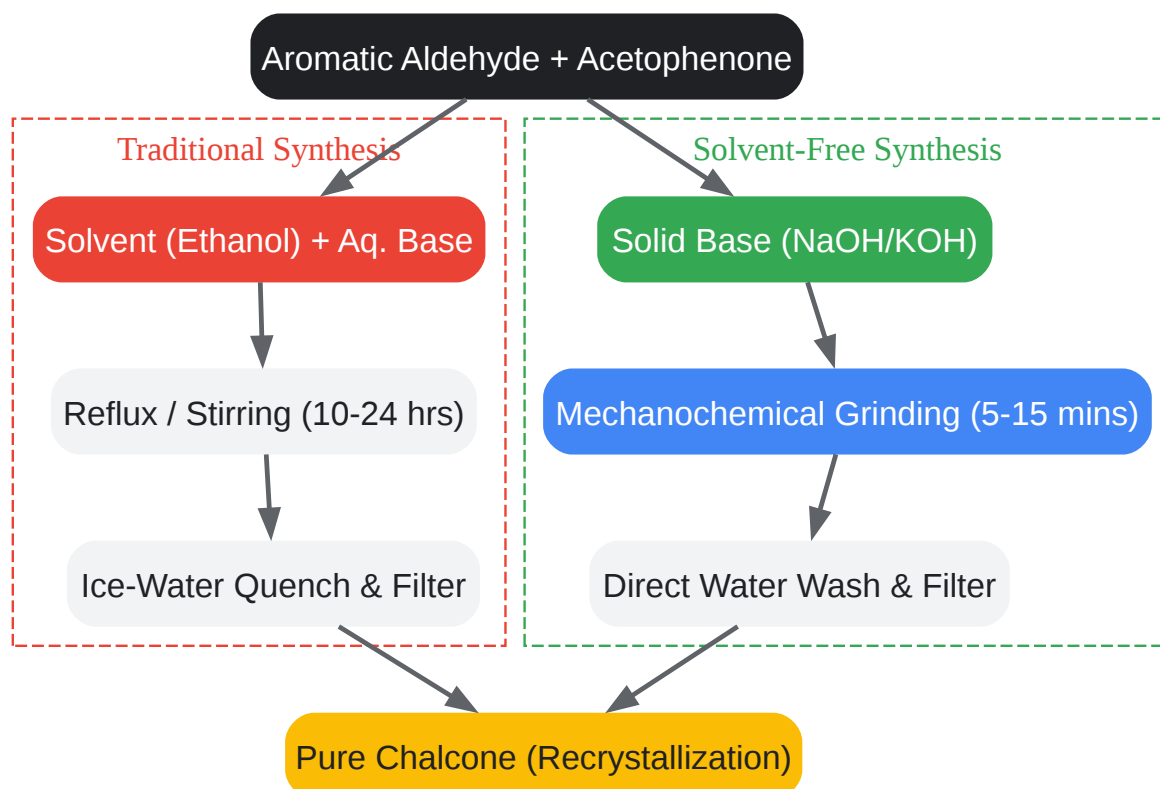 Aromatic Aldehyde + Acetophenone
Traditional Synthesis
Solvent-Free Synthesis
Solvent (Ethanol) + Aq. Base
Solid Base (NaOH/KOH)
Reflux / Stirring (10-24 hrs)
Mechanochemical Grinding (5-15 mins)
Ice-Water Quench & Filter
Direct Water Wash & Filter
Pure Chalcone (Recrystallization)